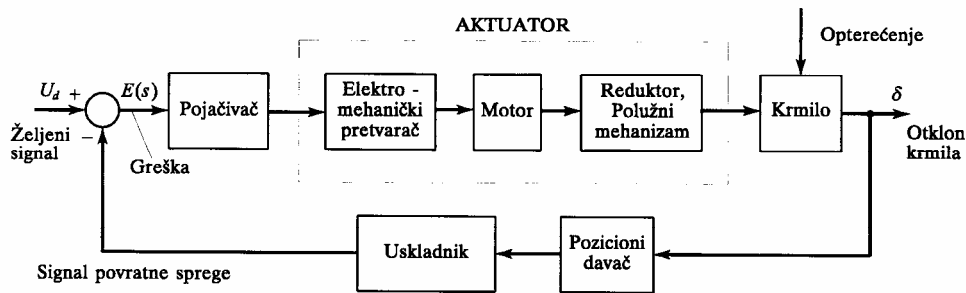 AKTUATOR
Opterećenje
U_d +
E(s)
Željeni
signal
−
Greška
Pojačivač
Elektro -
mehanički
pretvarač
Motor
Reduktor,
Polužni
mehanizam
Krmilo
δ
Otklon
krmila
Uskladnik
Pozicioni
davač
Signal povratne sprege